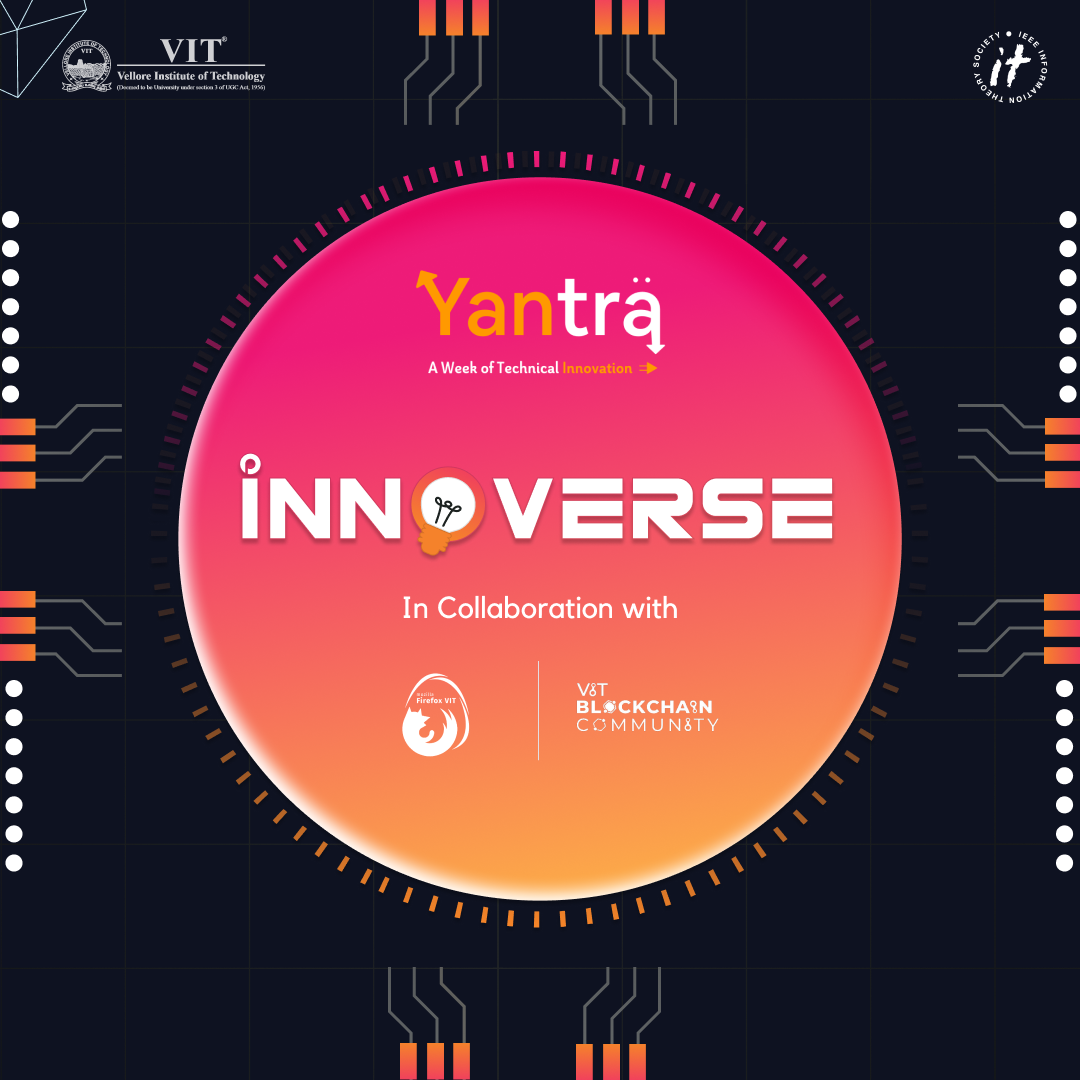 VIT®
Vellore Institute of Technology
(Deemed to be University under section 3 of UGC Act, 1956)
VIT
SOCIETY • IEEE INFORMATION THEORY
it
Yanträ
A Week of Technical Innovation
iNNOVERSE
In Collaboration with
mozilla
Firefox VIT
VIT
BLOCKCHAIN
COMMUNITY